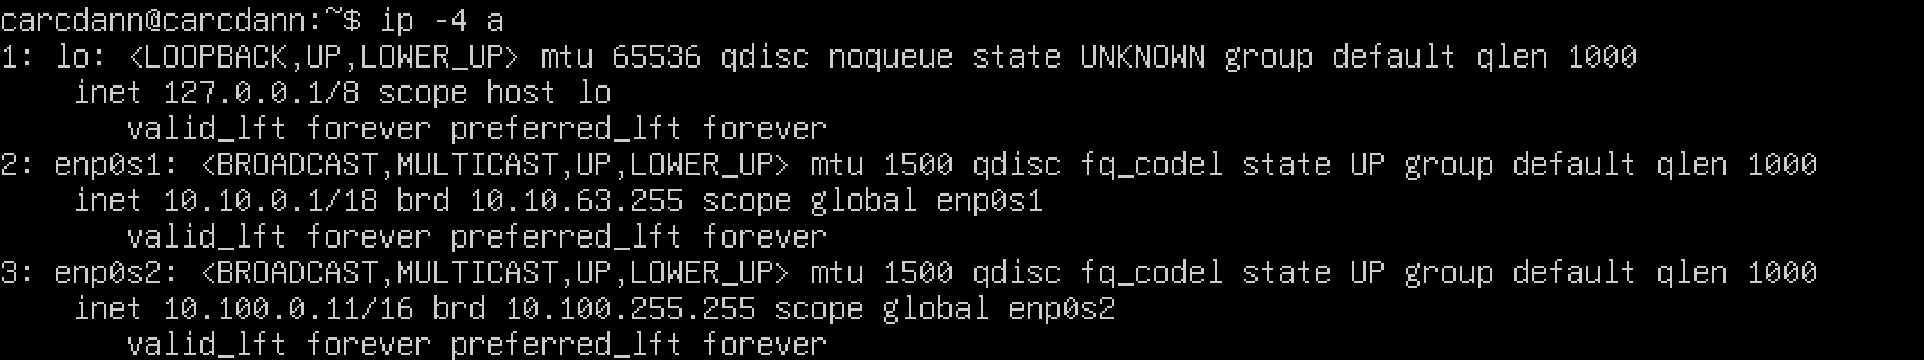 carcdann@carcdann:~$ ip -4 a
1: lo: <LOOPBACK,UP,LOWER_UP> mtu 65536 qdisc noqueue state UNKNOWN group default qlen 1000
    inet 127.0.0.1/8 scope host lo
       valid_lft forever preferred_lft forever
2: enp0s1: <BROADCAST,MULTICAST,UP,LOWER_UP> mtu 1500 qdisc fq_codel state UP group default qlen 1000
    inet 10.10.0.1/18 brd 10.10.63.255 scope global enp0s1
       valid_lft forever preferred_lft forever
3: enp0s2: <BROADCAST,MULTICAST,UP,LOWER_UP> mtu 1500 qdisc fq_codel state UP group default qlen 1000
    inet 10.100.0.11/16 brd 10.100.255.255 scope global enp0s2
       valid_lft forever preferred_lft forever